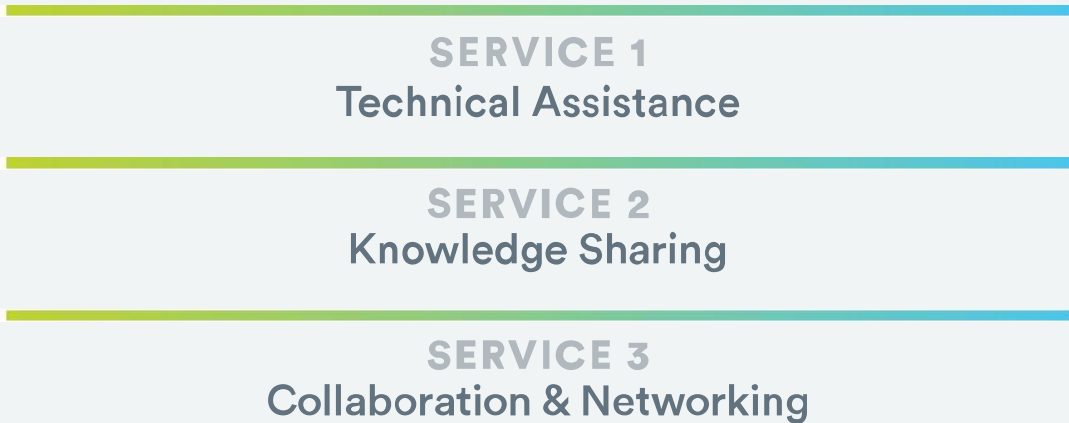 SERVICE 1
Technical Assistance
SERVICE 2
Knowledge Sharing
SERVICE 3
Collaboration & Networking